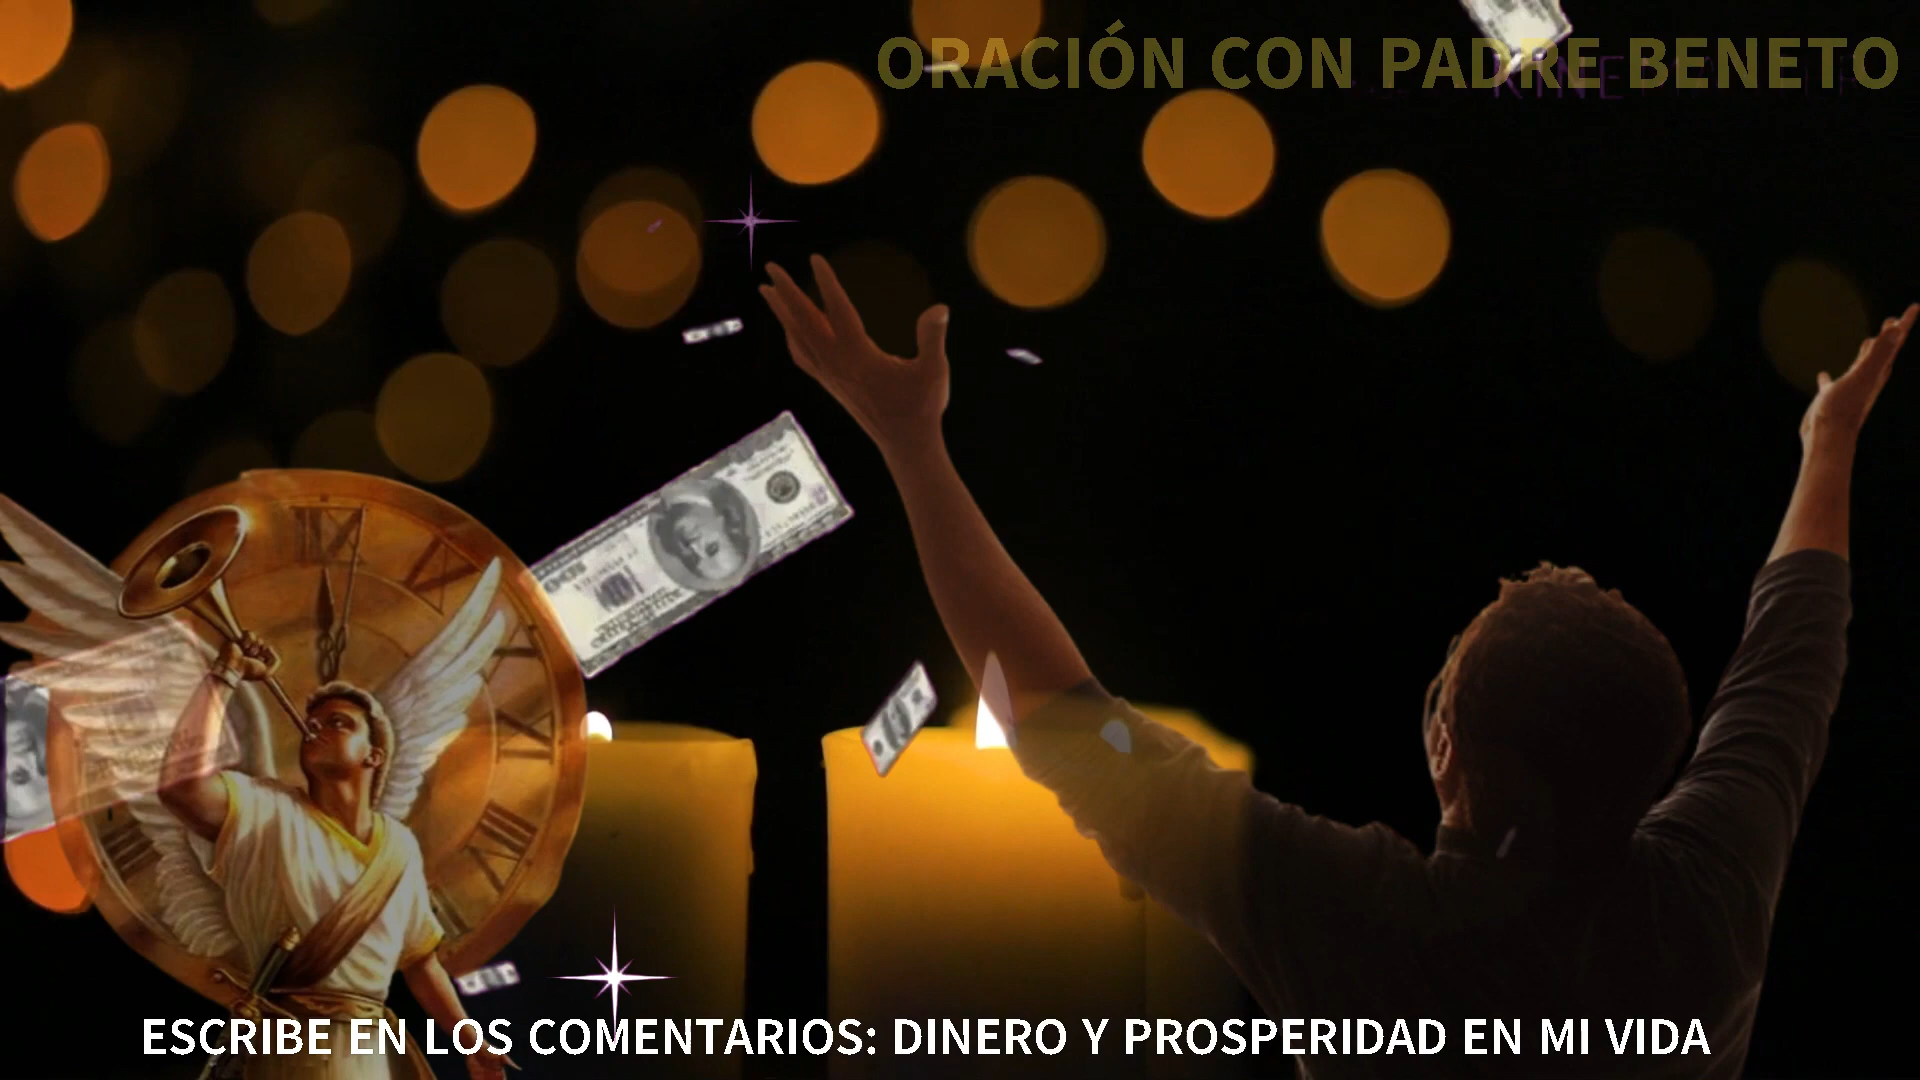 ORACIÓN CON PADRE BENETO
ESCRIBE EN LOS COMENTARIOS: DINERO Y PROSPERIDAD EN MI VIDA